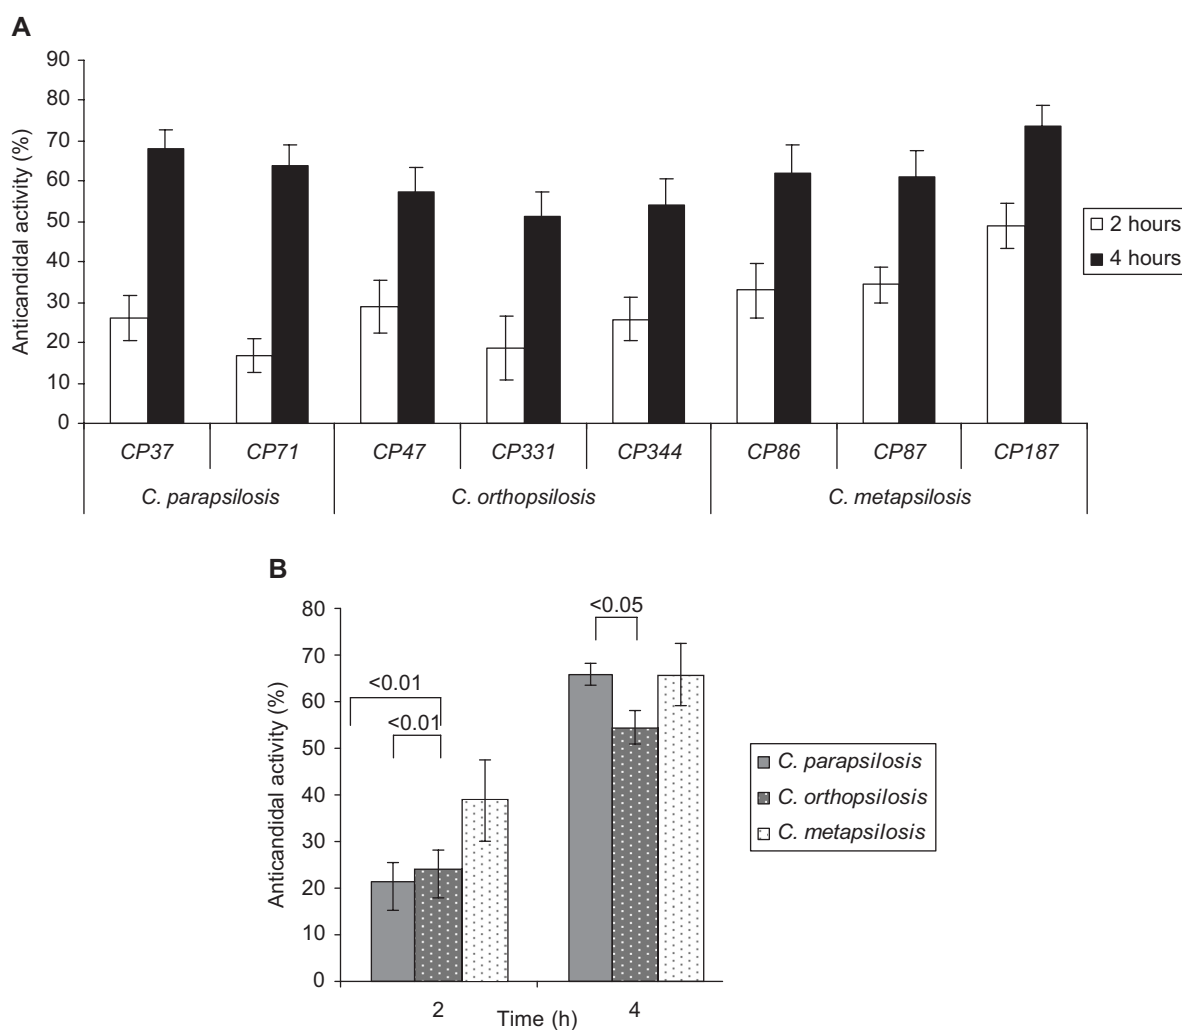 A
Anticandidal activity (%)
90
80
70
60
50
40
30
20
10
0
2 hours
4 hours
CP37 CP71 CP47 CP331 CP344 CP86 CP87 CP187
C. parapsilosis C. orthopsilosis C. metapsilosis
B
Anticandidal activity (%)
80
70
60
50
40
30
20
10
0
<0.01
<0.01
<0.05
C. parapsilosis
C. orthopsilosis
C. metapsilosis
2 4
Time (h)